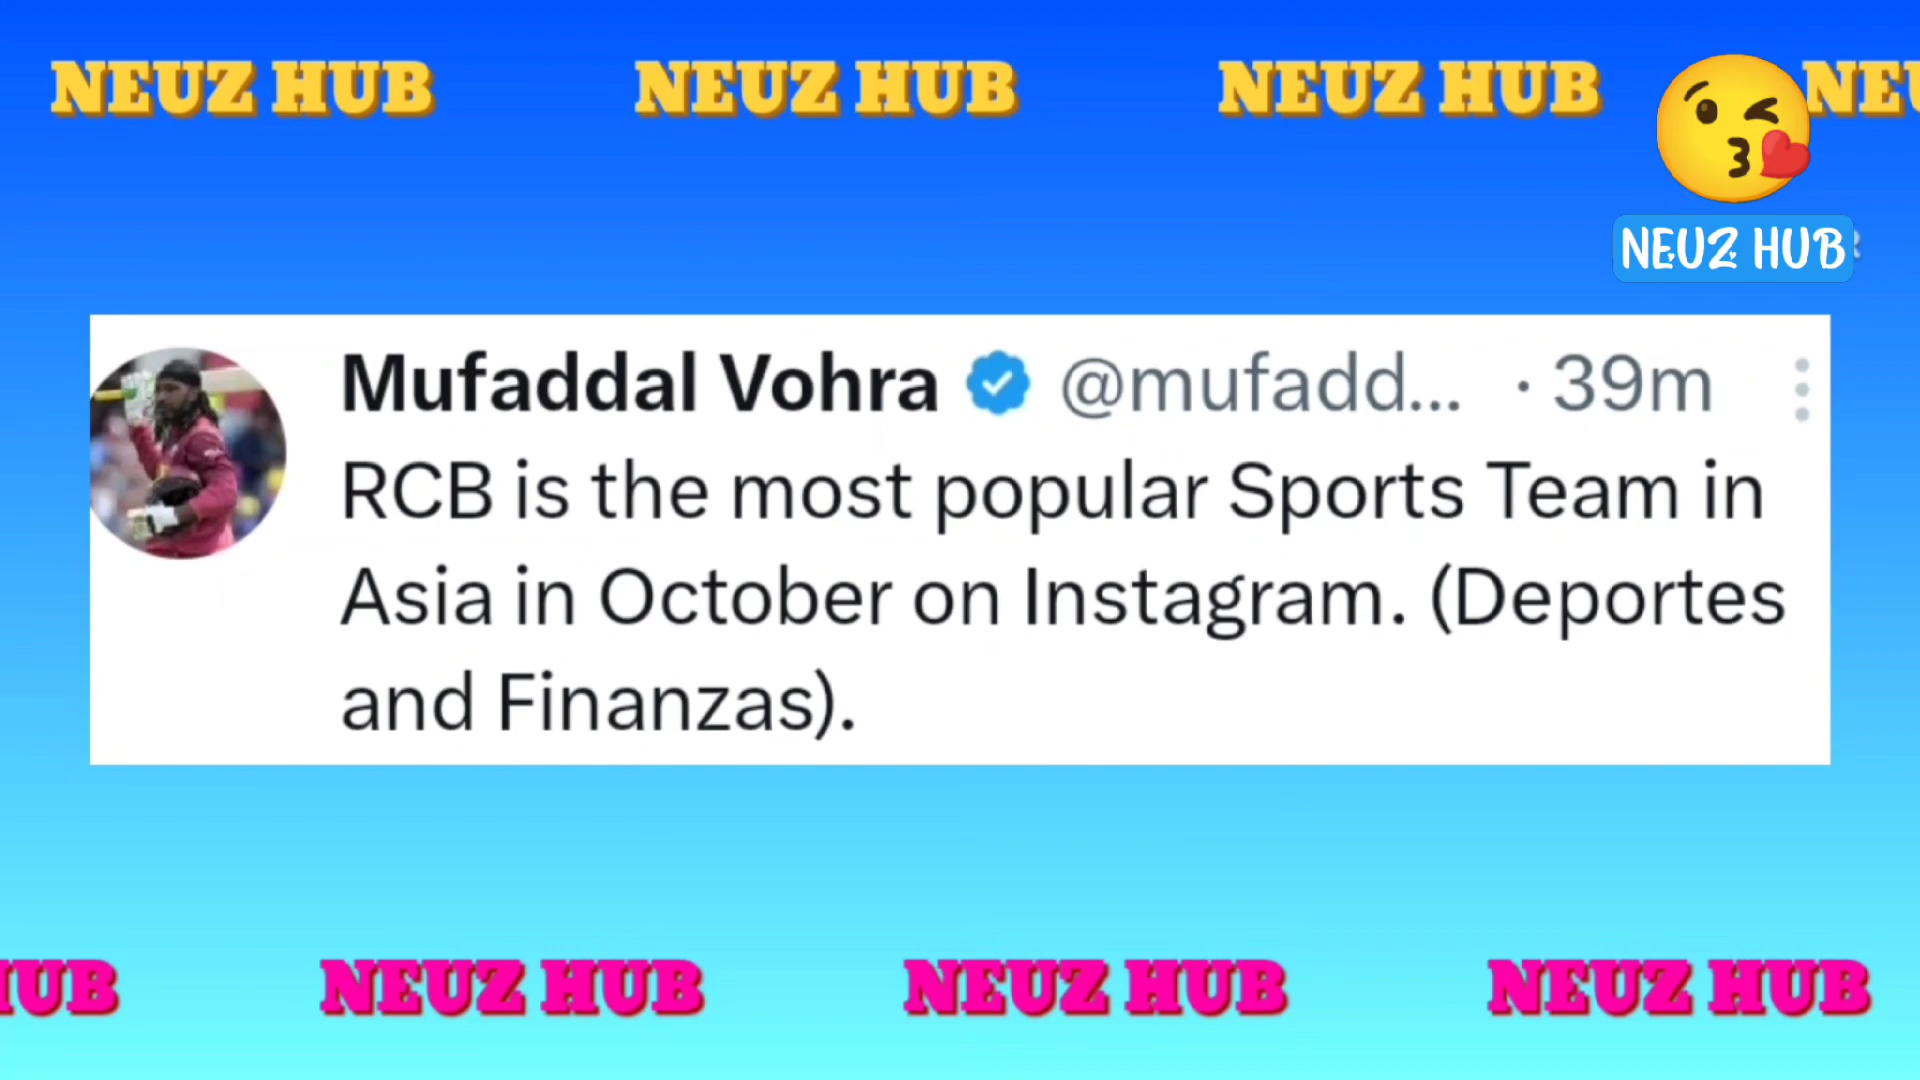 NEUZ HUB NEUZ HUB NEUZ HUB NEU
NEUZ HUB
Mufaddal Vohra @mufadd... · 39m
RCB is the most popular Sports Team in
Asia in October on Instagram. (Deportes
and Finanzas).
HUB NEUZ HUB NEUZ HUB NEUZ HUB